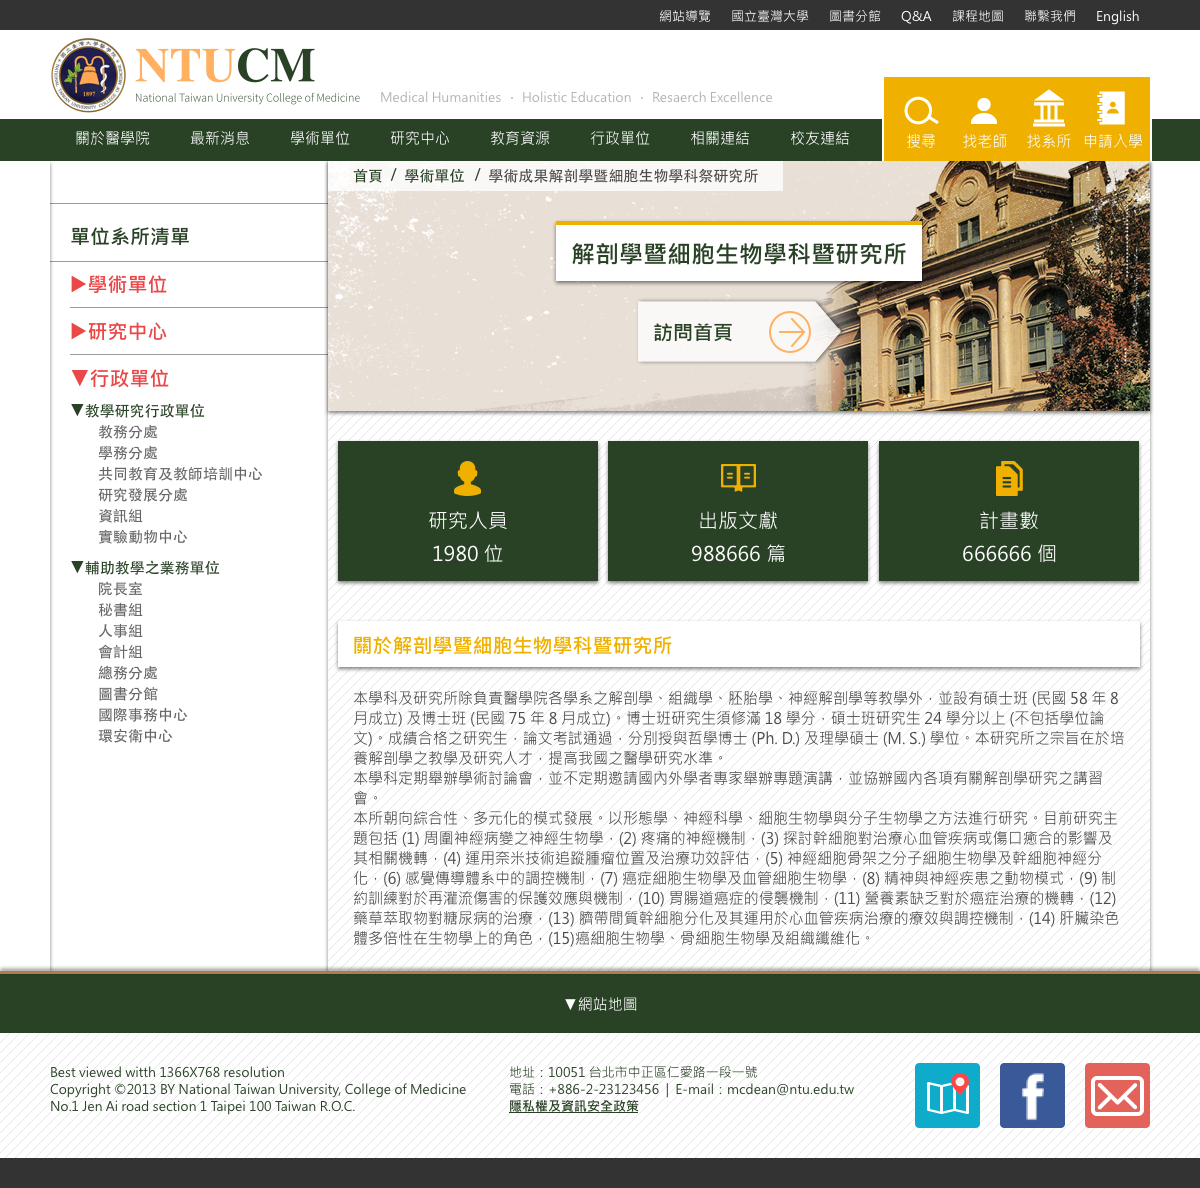 網站導覽 國立臺灣大學 圖書分館 Q&A 課程地圖 聯繫我們 English
NTUCM
National Taiwan University College of Medicine
Medical Humanities ‧ Holistic Education ‧ Resaerch Excellence
關於醫學院 最新消息 學術單位 研究中心 教育資源 行政單位 相關連結 校友連結
搜尋 找老師 找系所 申請入學
首頁 / 學術單位 / 學術成果解剖學暨細胞生物學科祭研究所
解剖學暨細胞生物學科暨研究所
訪問首頁
單位系所清單
▶學術單位
▶研究中心
▼行政單位
▼教學研究行政單位
教務分處
學務分處
共同教育及教師培訓中心
研究發展分處
資訊組
實驗動物中心
▼輔助教學之業務單位
院長室
秘書組
人事組
會計組
總務分處
圖書分館
國際事務中心
環安衛中心
研究人員
1980 位
出版文獻
988666 篇
計畫數
666666 個
關於解剖學暨細胞生物學科暨研究所
本學科及研究所除負責醫學院各學系之解剖學、組織學、胚胎學、神經解剖學等教學外，並設有碩士班 (民國 58 年 8
月成立) 及博士班 (民國 75 年 8 月成立)。博士班研究生須修滿 18 學分，碩士班研究生 24 學分以上 (不包括學位論
文)。成績合格之研究生，論文考試通過，分別授與哲學博士 (Ph. D.) 及理學碩士 (M. S.) 學位。本研究所之宗旨在於培
養解剖學之教學及研究人才，提高我國之醫學研究水準。
本學科定期舉辦學術討論會，並不定期邀請國內外學者專家舉辦專題演講，並協辦國內各項有關解剖學研究之講習
會。
本所朝向綜合性、多元化的模式發展。以形態學、神經科學、細胞生物學與分子生物學之方法進行研究。目前研究主
題包括 (1) 周圍神經病變之神經生物學，(2) 疼痛的神經機制，(3) 探討幹細胞對治療心血管疾病或傷口癒合的影響及
其相關機轉，(4) 運用奈米技術追蹤腫瘤位置及治療功效評估，(5) 神經細胞骨架之分子細胞生物學及幹細胞神經分
化，(6) 感覺傳導體系中的調控機制，(7) 癌症細胞生物學及血管細胞生物學，(8) 精神與神經疾患之動物模式，(9) 制
約訓練對於再灌流傷害的保護效應與機制，(10) 胃腸道癌症的侵襲機制，(11) 營養素缺乏對於癌症治療的機轉，(12)
藥草萃取物對糖尿病的治療，(13) 臍帶間質幹細胞分化及其運用於心血管疾病治療的療效與調控機制，(14) 肝臟染色
體多倍性在生物學上的角色，(15)癌細胞生物學、骨細胞生物學及組織纖維化。
▼網站地圖
Best viewed witth 1366X768 resolution
Copyright ©2013 BY National Taiwan University, College of Medicine
No.1 Jen Ai road section 1 Taipei 100 Taiwan R.O.C.
地址：10051 台北市中正區仁愛路一段一號
電話：+886-2-23123456 | E-mail：mcdean@ntu.edu.tw
隱私權及資訊安全政策